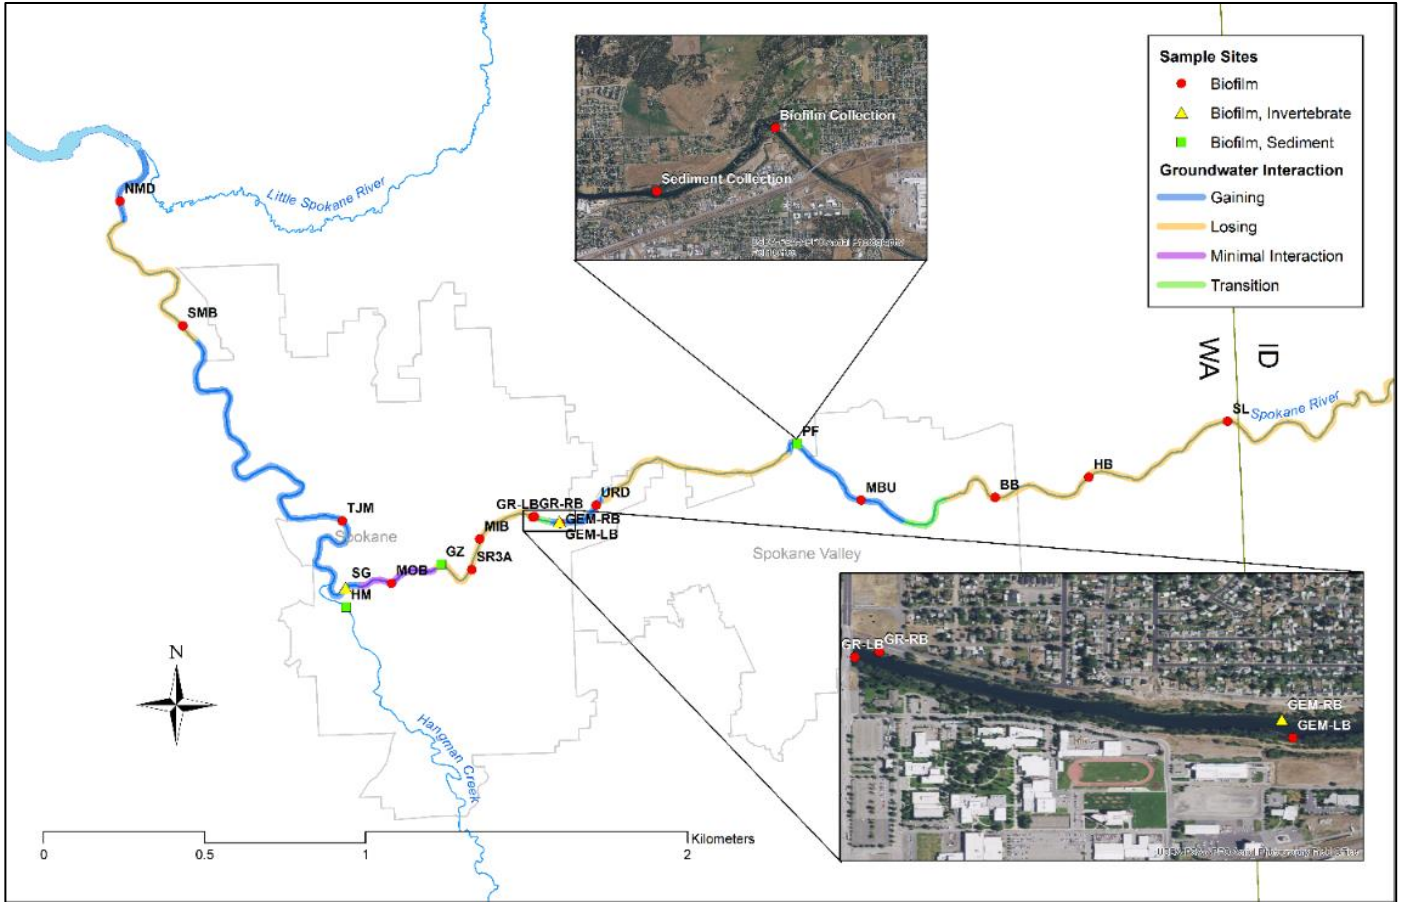 Sample Sites
Biofilm
Biofilm, Invertebrate
Biofilm, Sediment
Groundwater Interaction
Gaining
Losing
Minimal Interaction
Transition
Biofilm Collection
Sediment Collection
NMD
Little Spokane River
SMB
WA
ID
SL
Spokane River
PF
HB
BB
MBU
URD
GR-LB
GR-RB
GEM-RB
GEM-LB
TJM
Spokane
MIB
GZ
SR3A
SG
MOB
HM
Spokane Valley
GR-LB
GR-RB
GEM-RB
GEM-LB
N
Hangman Creek
Kilometers
0
0.5
1
2